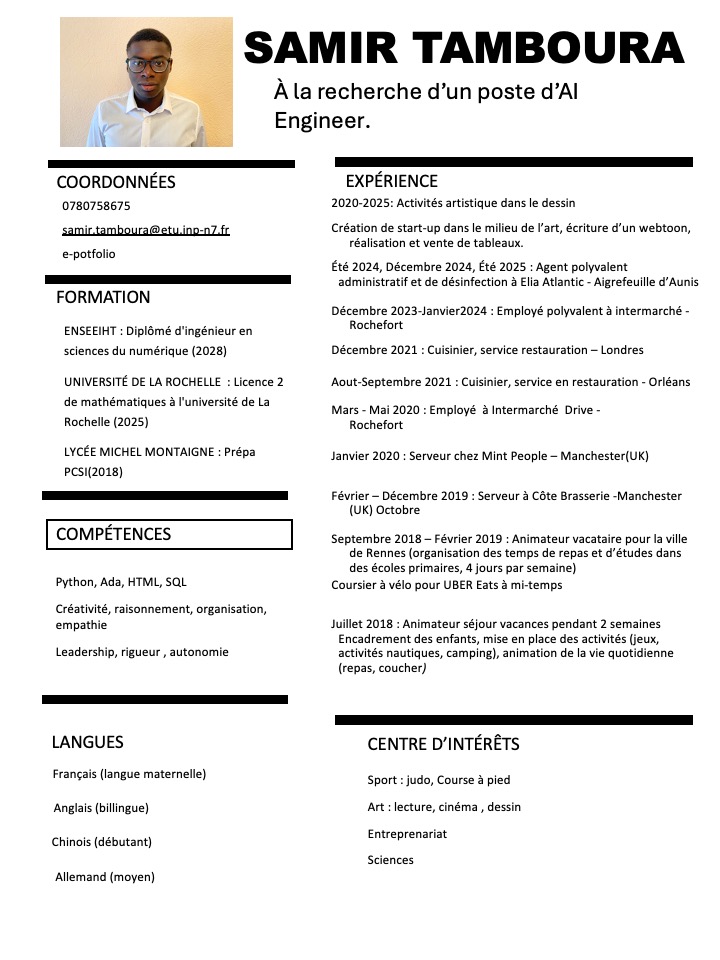 SAMIR TAMBOURA
À la recherche d’un poste d’AI
Engineer.
COORDONNÉES
0780758675
samir.tamboura@etu.inp-n7.fr
e-potfolio
FORMATION
ENSEEIHT : Diplômé d'ingénieur en
sciences du numérique (2028)
UNIVERSITÉ DE LA ROCHELLE : Licence 2
de mathématiques à l'université de La
Rochelle (2025)
LYCÉE MICHEL MONTAIGNE : Prépa
PCSI(2018)
COMPÉTENCES
Python, Ada, HTML, SQL
Créativité, raisonnement, organisation,
empathie
Leadership, rigueur , autonomie
LANGUES
Français (langue maternelle)
Anglais (billingue)
Chinois (débutant)
Allemand (moyen)
EXPÉRIENCE
2020-2025: Activités artistique dans le dessin
Création de start-up dans le milieu de l’art, écriture d’un webtoon,
réalisation et vente de tableaux.
Été 2024, Décembre 2024, Été 2025 : Agent polyvalent
administratif et de désinfection à Elia Atlantic - Aigrefeuille d’Aunis
Décembre 2023-Janvier2024 : Employé polyvalent à intermarché -
Rochefort
Décembre 2021 : Cuisinier, service restauration – Londres
Aout-Septembre 2021 : Cuisinier, service en restauration - Orléans
Mars - Mai 2020 : Employé à Intermarché Drive -
Rochefort
Janvier 2020 : Serveur chez Mint People – Manchester(UK)
Février – Décembre 2019 : Serveur à Côte Brasserie -Manchester
(UK) Octobre
Septembre 2018 – Février 2019 : Animateur vacataire pour la ville
de Rennes (organisation des temps de repas et d’études dans
des écoles primaires, 4 jours par semaine)
Coursier à vélo pour UBER Eats à mi-temps
Juillet 2018 : Animateur séjour vacances pendant 2 semaines
Encadrement des enfants, mise en place des activités (jeux,
activités nautiques, camping), animation de la vie quotidienne
(repas, coucher)
CENTRE D’INTÉRÊTS
Sport : judo, Course à pied
Art : lecture, cinéma , dessin
Entreprenariat
Sciences